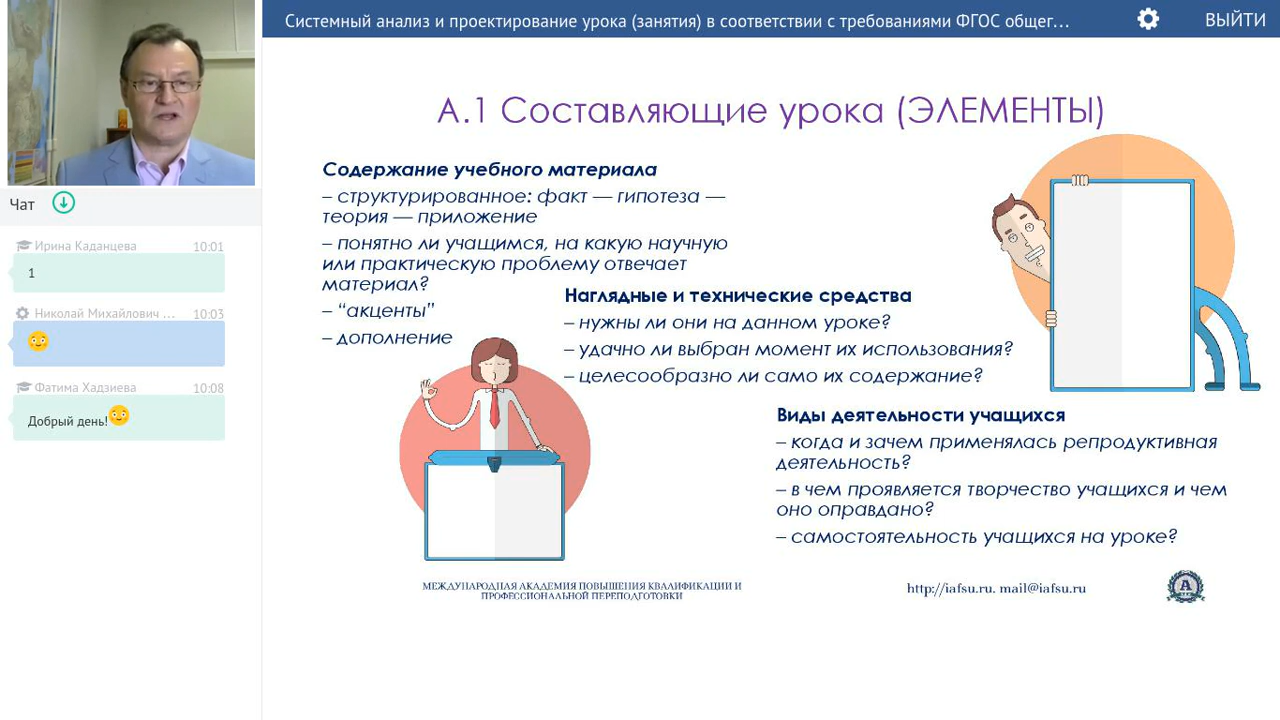 Системный анализ и проектирование урока (занятия) в соответствии с требованиями ФГОС общег...
ВЫЙТИ
Чат
Ирина Каданцева 10:01
1
Николай Михайлович ... 10:03
Фатима Хадзиева 10:08
Добрый день!
А.1 Составляющие урока (ЭЛЕМЕНТЫ)
Содержание учебного материала
– структурированное: факт — гипотеза —
теория — приложение
– понятно ли учащимся, на какую научную
или практическую проблему отвечает
материал?
– “акценты”
– дополнение
Наглядные и технические средства
– нужны ли они на данном уроке?
– удачно ли выбран момент их использования?
– целесообразно ли само их содержание?
Виды деятельности учащихся
– когда и зачем применялась репродуктивная
деятельность?
– в чем проявляется творчество учащихся и чем
оно оправдано?
– самостоятельность учащихся на уроке?
МЕЖДУНАРОДНАЯ АКАДЕМИЯ ПОВЫШЕНИЯ КВАЛИФИКАЦИИ И
ПРОФЕССИОНАЛЬНОЙ ПЕРЕПОДГОТОВКИ
http://iafsu.ru. mail@iafsu.ru
А